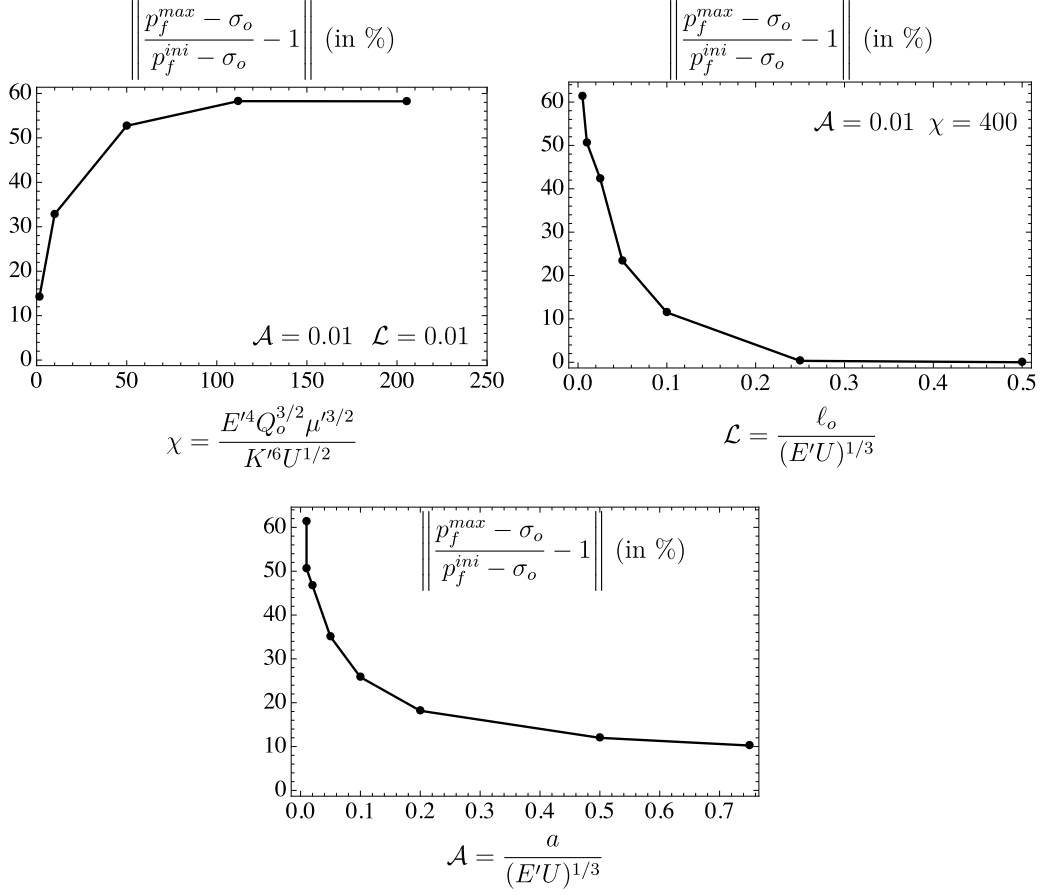 ‖(p_f^{max} − σ_o)/(p_f^{ini} − σ_o) − 1‖ (in %)
60
50
40
30
20
10
0
𝒜 = 0.01 ℒ = 0.01
0 50 100 150 200 250
χ = (E′⁴Q_o^{3/2}μ′^{3/2})/(K′⁶U^{1/2})
‖(p_f^{max} − σ_o)/(p_f^{ini} − σ_o) − 1‖ (in %)
60
50
40
30
20
10
0
𝒜 = 0.01 χ = 400
0.0 0.1 0.2 0.3 0.4 0.5
ℒ = ℓ_o/(E′U)^{1/3}
‖(p_f^{max} − σ_o)/(p_f^{ini} − σ_o) − 1‖ (in %)
60
50
40
30
20
10
0
0.0 0.1 0.2 0.3 0.4 0.5 0.6 0.7
𝒜 = a/(E′U)^{1/3}